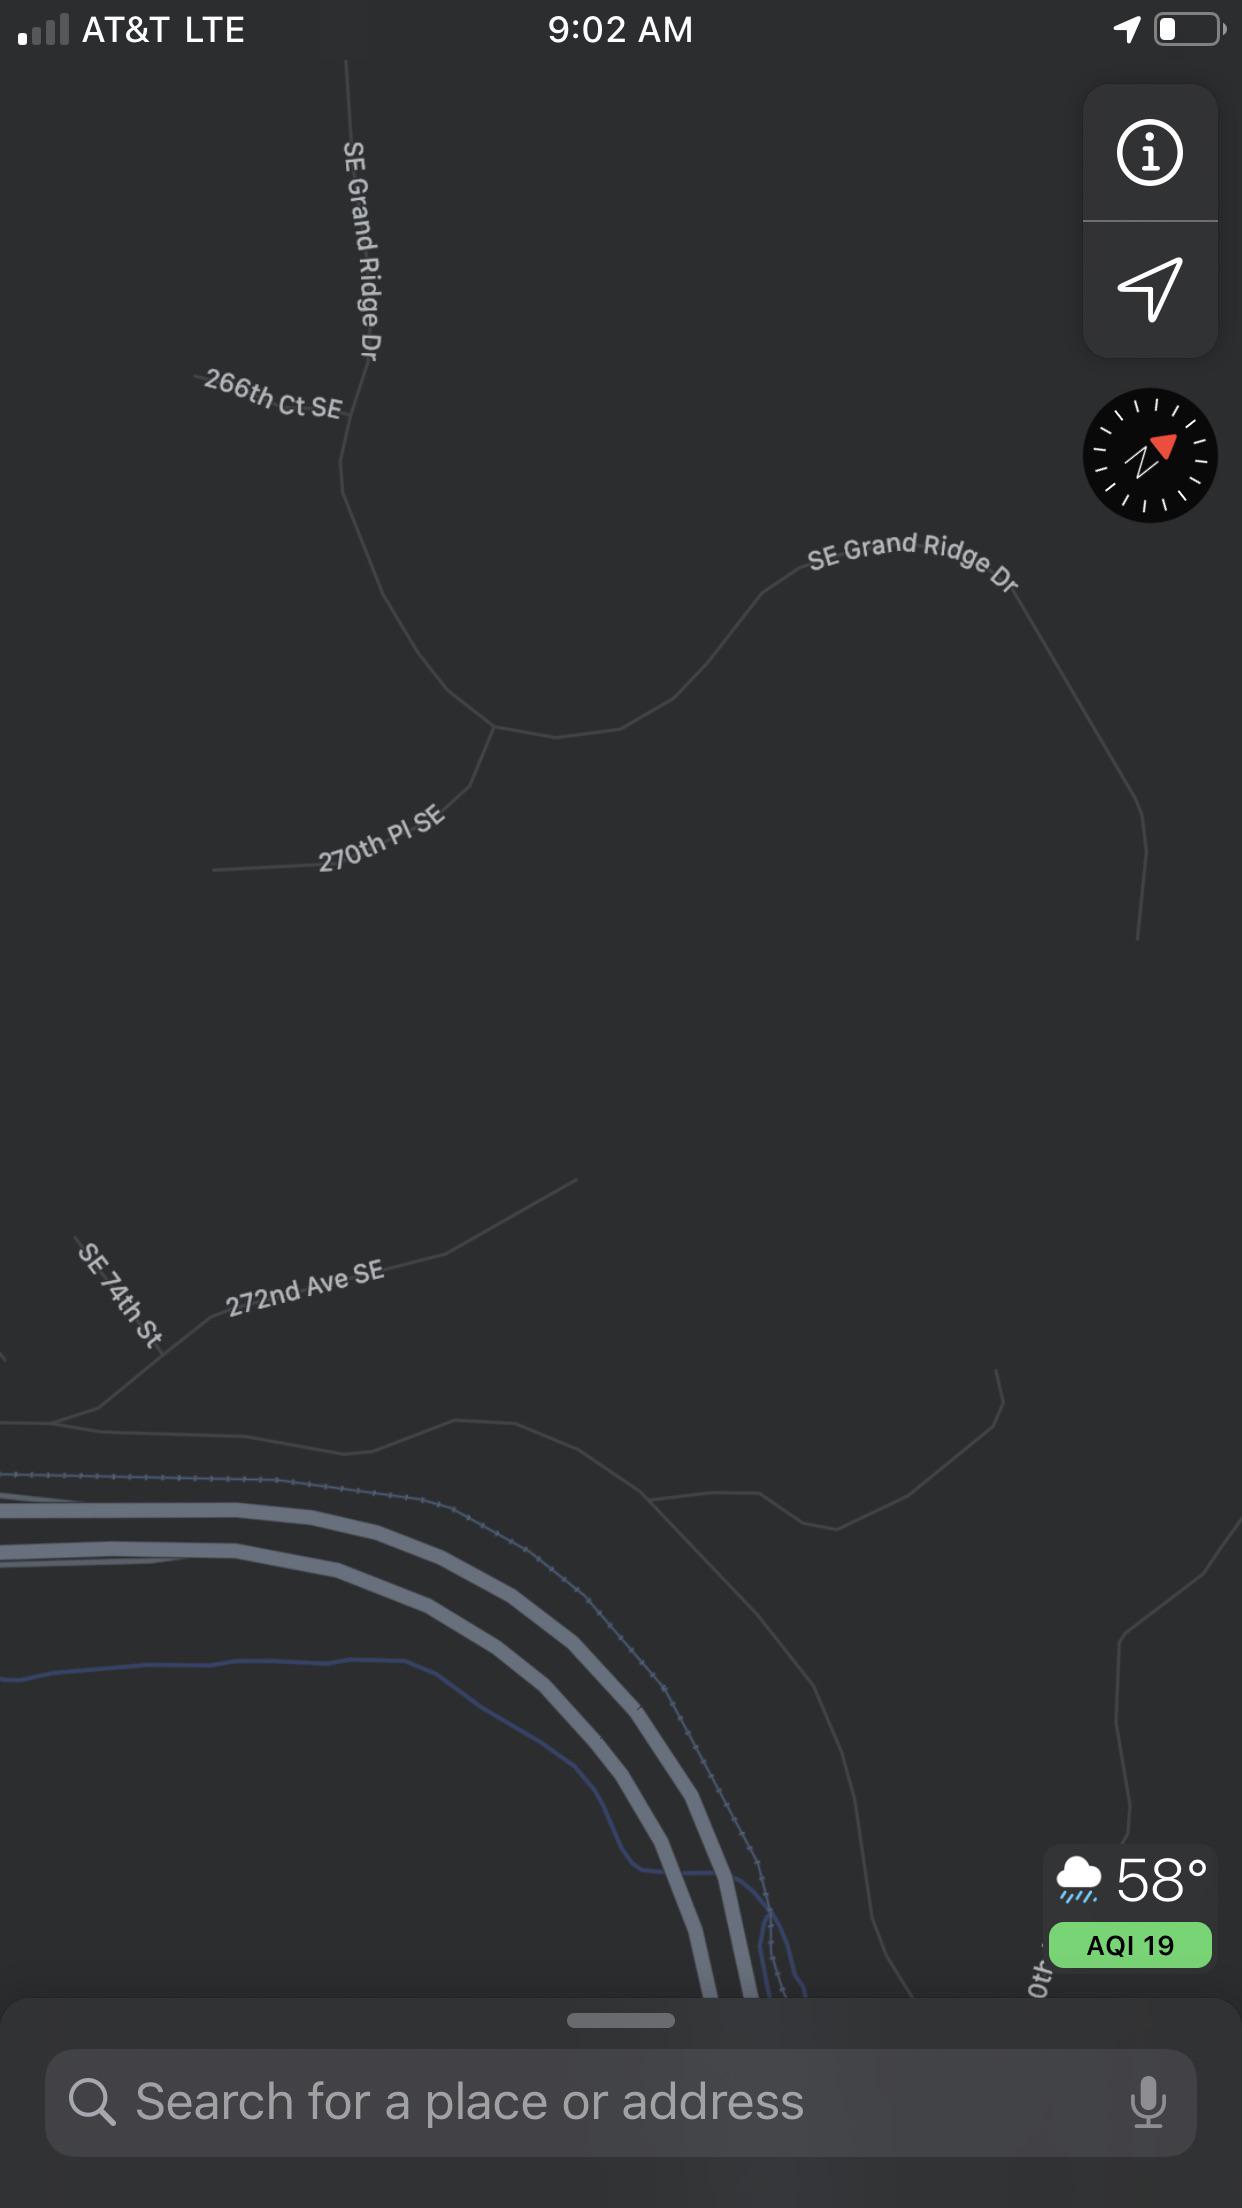 AT&T LTE
9:02 AM
SE Grand Ridge Dr
266th Ct SE
N
SE Grand Ridge Dr
270th Pl SE
SE 74th St
272nd Ave SE
58°
AQI 19
0th
Search for a place or address